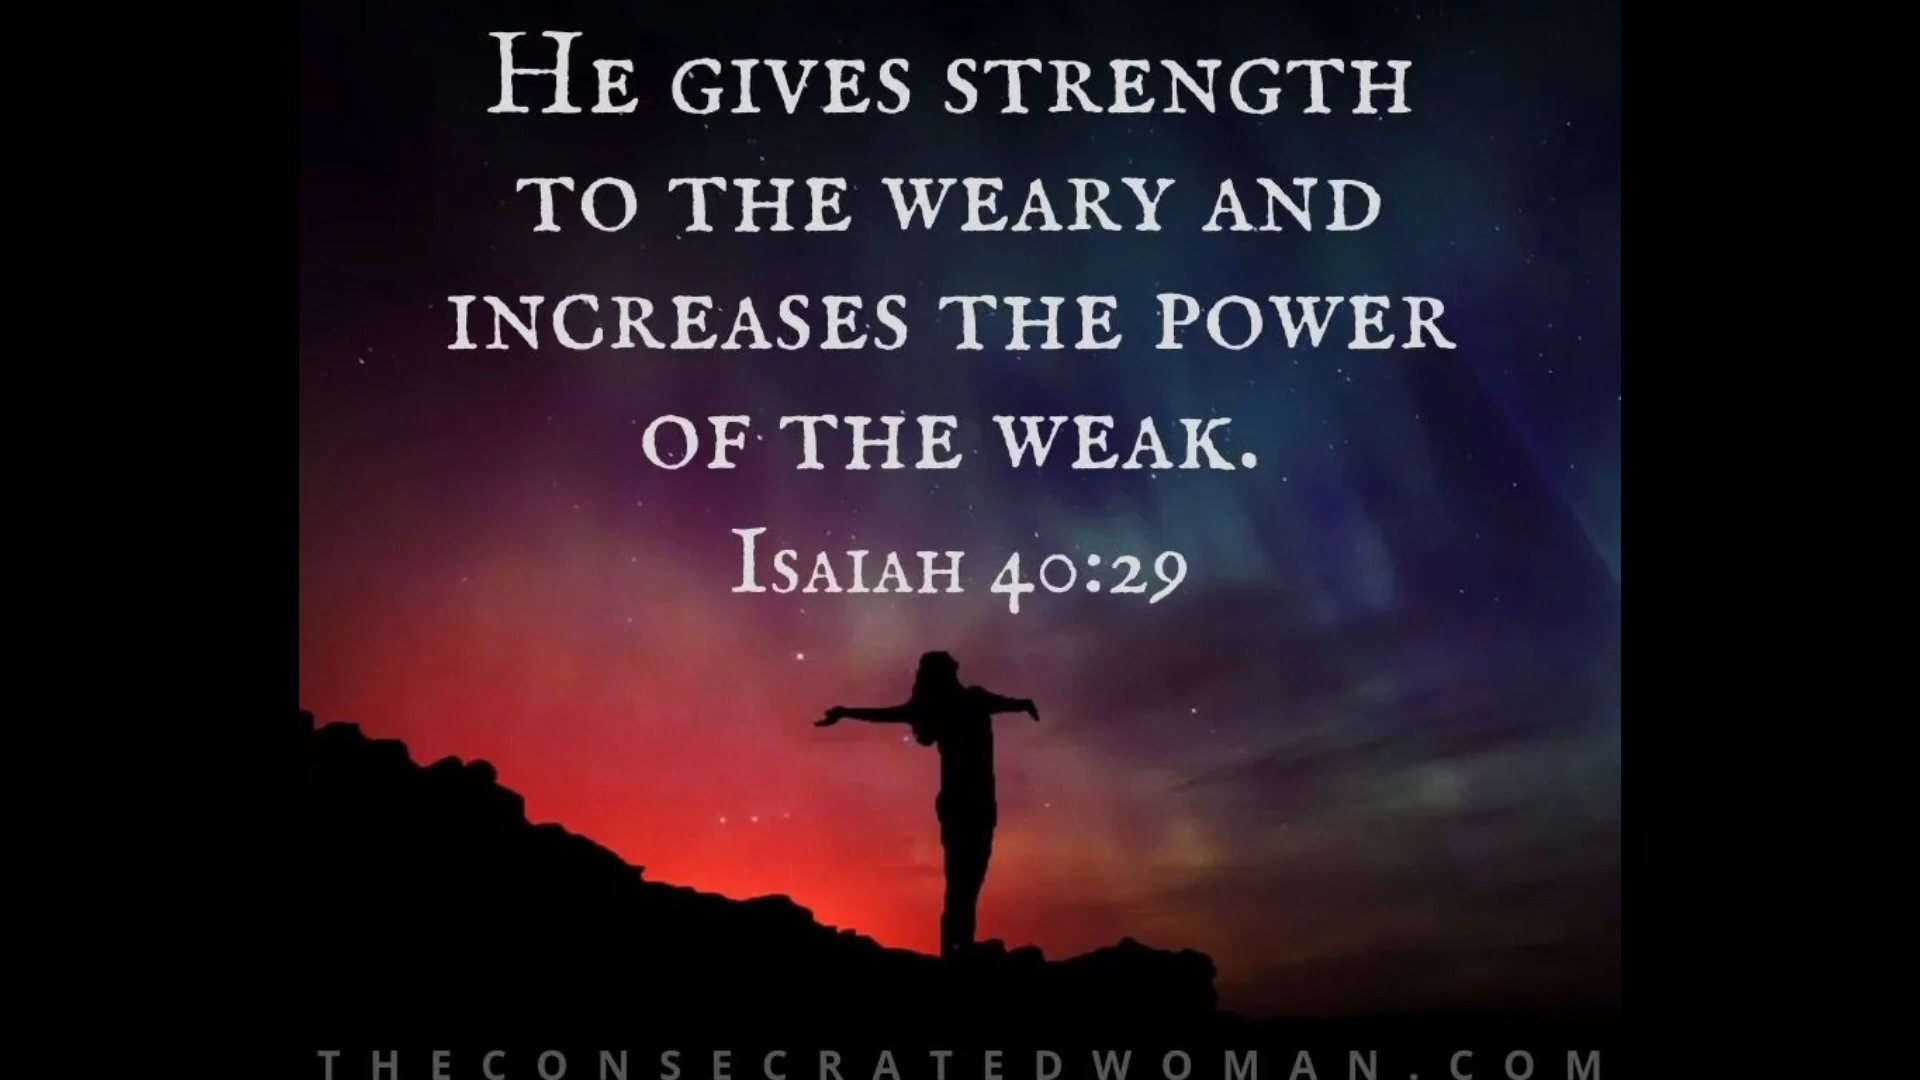 He gives strength
to the weary and
increases the power
of the weak.
Isaiah 40:29
THECONSECRATEDWOMAN.COM